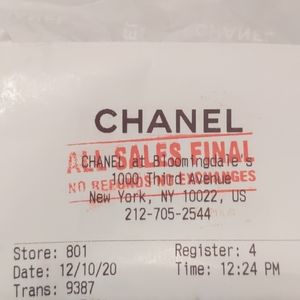 CHANEL
ALL SALES FINAL
CHANEL at Bloomingdale's
1000 Third Avenue
NO REFUNDS NO EXCHANGES
New York, NY 10022, US
212-705-2544
Store: 801 Register: 4
Date: 12/10/20 Time: 12:24 PM
Trans: 9387